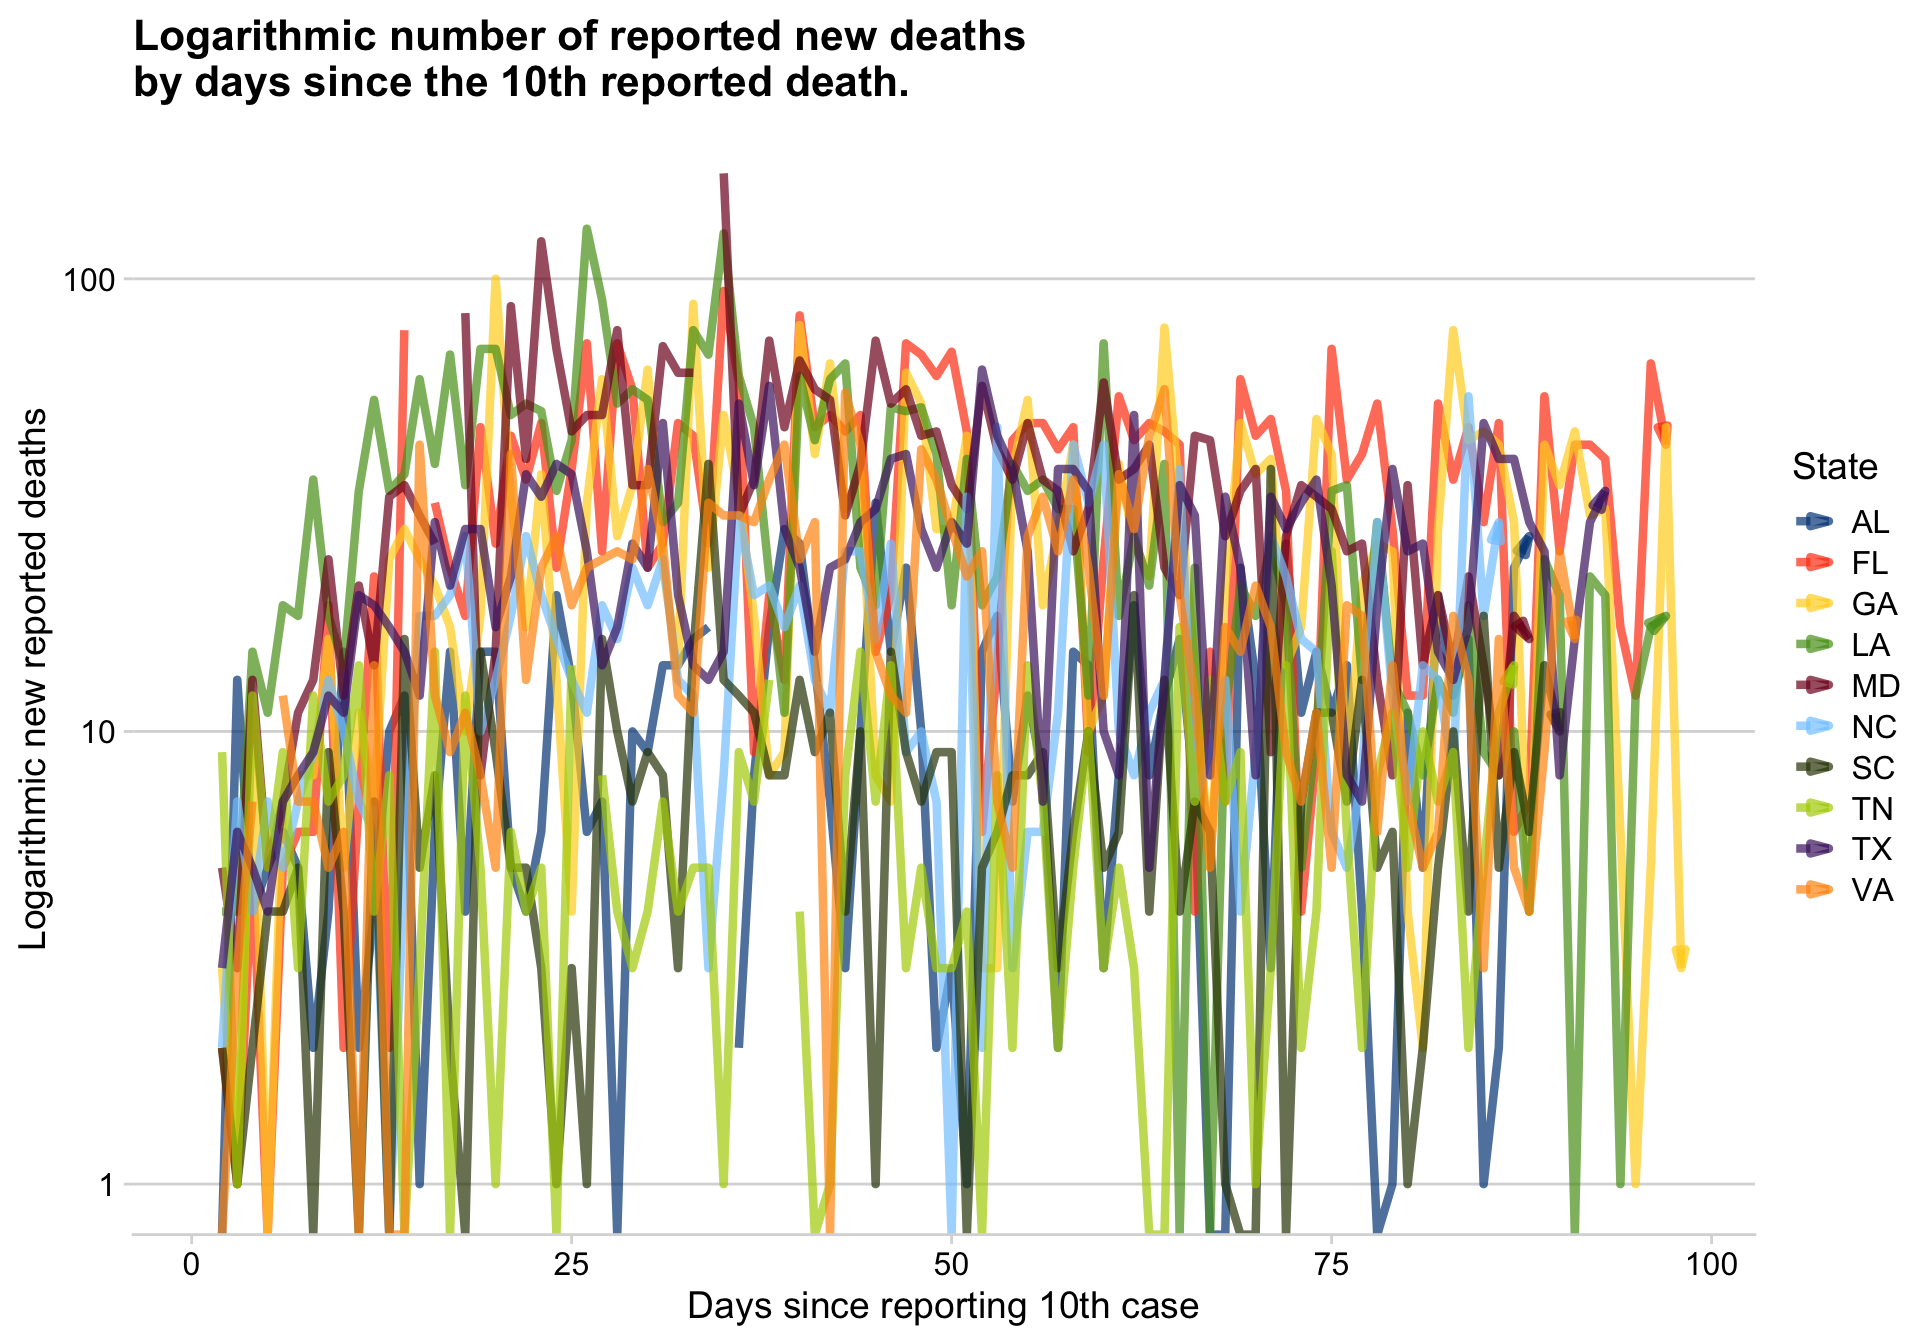 Logarithmic number of reported new deaths
by days since the 10th reported death.
Logarithmic new reported deaths
100
10
1
0
25
50
75
100
Days since reporting 10th case
State
AL
FL
GA
LA
MD
NC
SC
TN
TX
VA